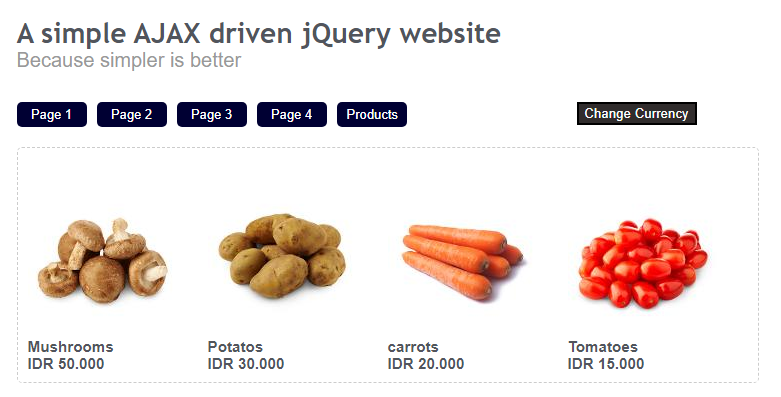 A simple AJAX driven jQuery website
Because simpler is better
Page 1 Page 2 Page 3 Page 4 Products Change Currency
Mushrooms Potatos carrots Tomatoes
IDR 50.000 IDR 30.000 IDR 20.000 IDR 15.000